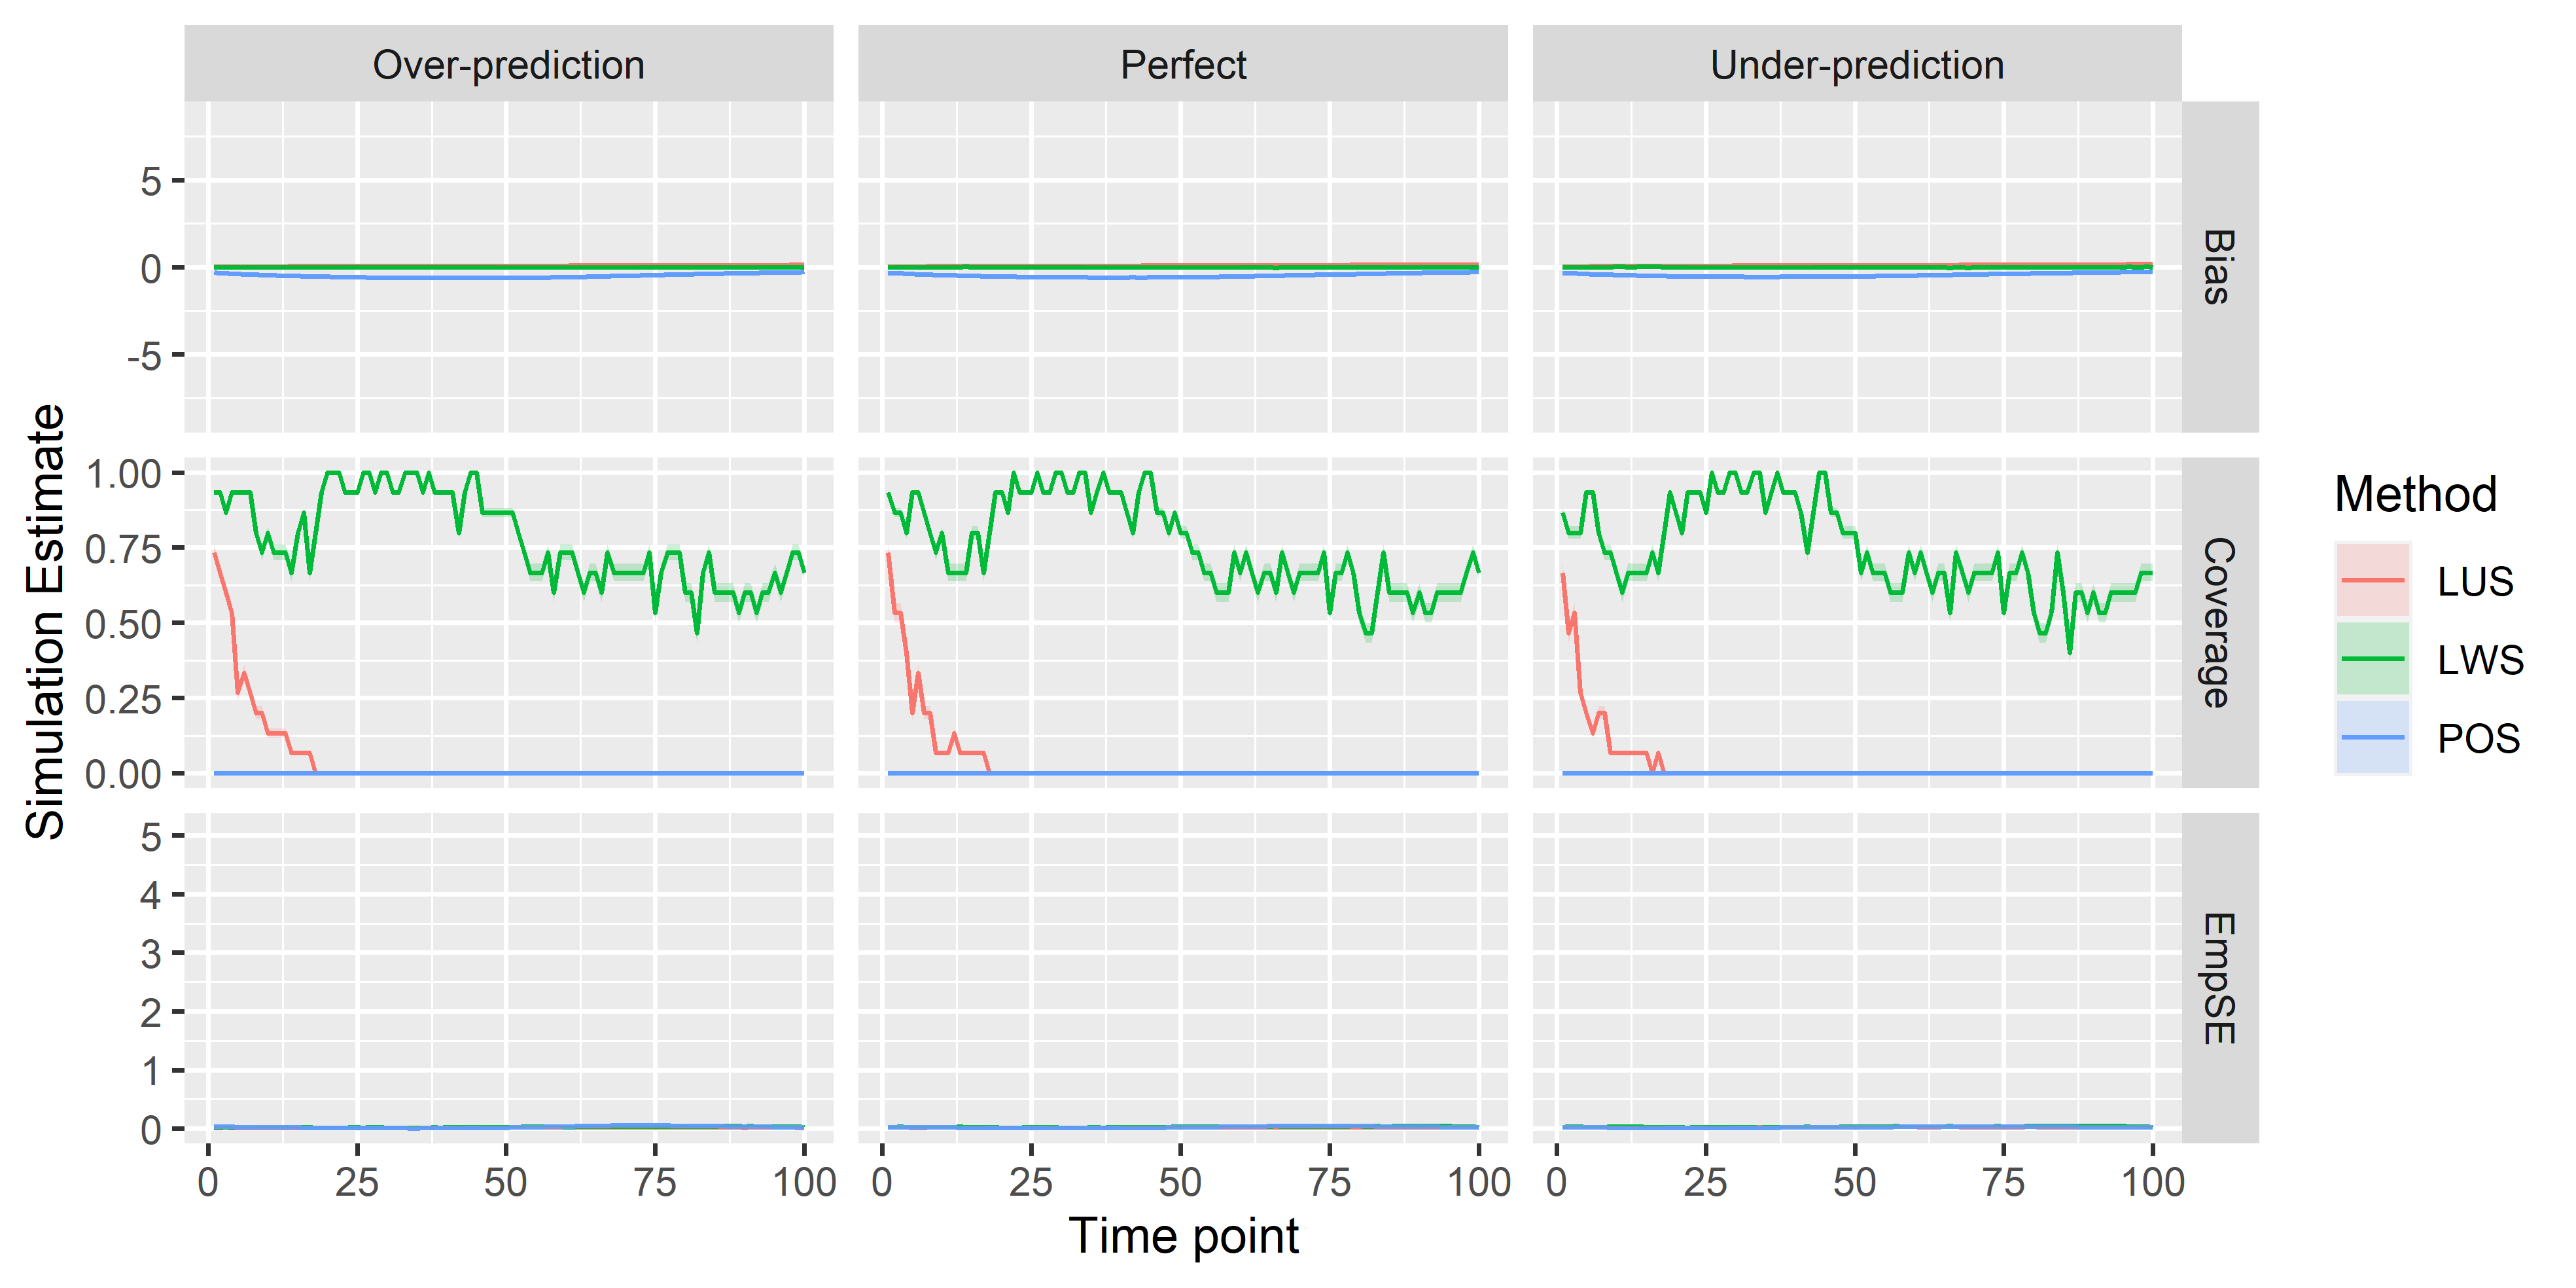 Over-prediction
Perfect
Under-prediction
5
0
-5
Bias
1.00
0.75
0.50
0.25
0.00
Coverage
5
4
3
2
1
0
EmpSE
0 25 50 75 100
0 25 50 75 100
0 25 50 75 100
Time point
Simulation Estimate
Method
LUS
LWS
POS